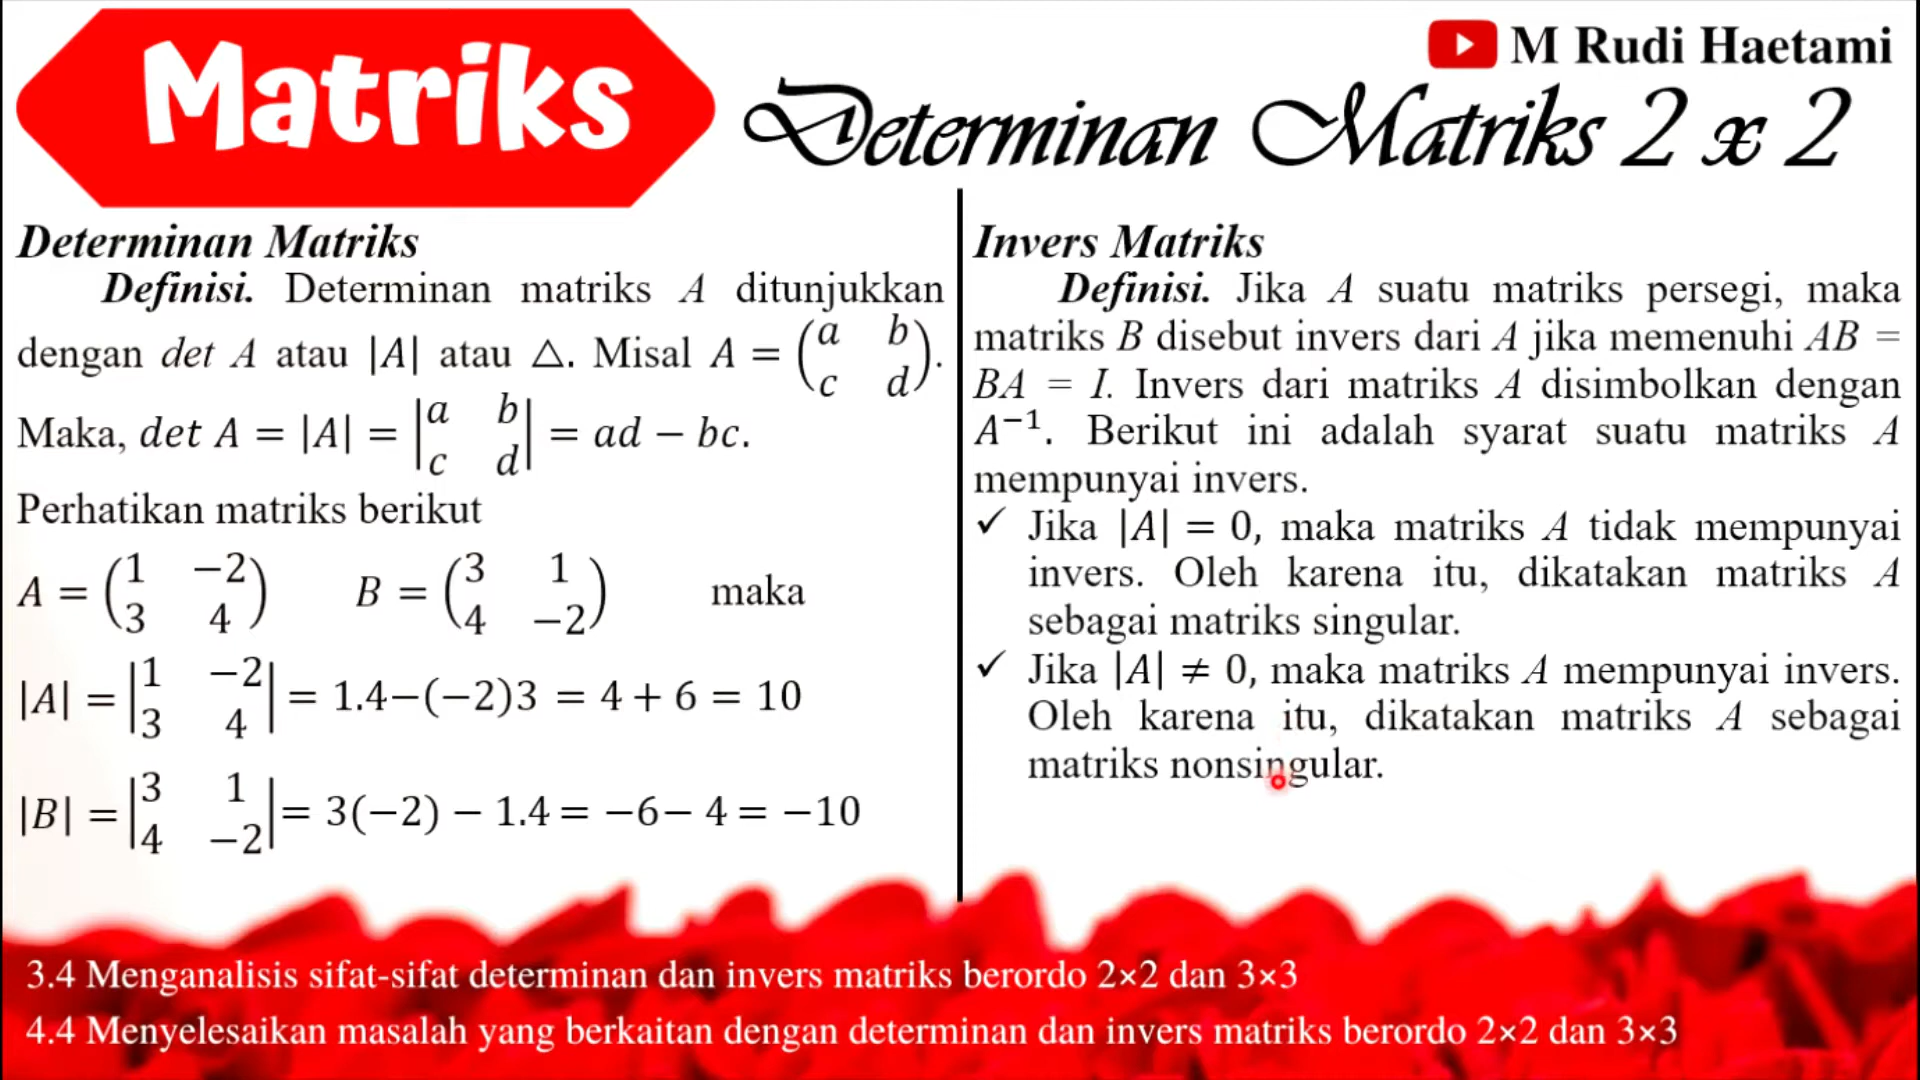 Matriks
M Rudi Haetami
Determinan Matriks 2 x 2
Determinan Matriks
Definisi. Determinan matriks A ditunjukkan
dengan det A atau |A| atau △. Misal A = (a b
c d).
Maka, det A = |A| = |a b
c d| = ad − bc.
Perhatikan matriks berikut
A = (1 −2
3 4) B = (3 1
4 −2) maka
|A| = |1 −2
3 4| = 1.4−(−2)3 = 4 + 6 = 10
|B| = |3 1
4 −2| = 3(−2) − 1.4 = −6− 4 = −10
Invers Matriks
Definisi. Jika A suatu matriks persegi, maka
matriks B disebut invers dari A jika memenuhi AB =
BA = I. Invers dari matriks A disimbolkan dengan
A⁻¹. Berikut ini adalah syarat suatu matriks A
mempunyai invers.
✓ Jika |A| = 0, maka matriks A tidak mempunyai
invers. Oleh karena itu, dikatakan matriks A
sebagai matriks singular.
✓ Jika |A| ≠ 0, maka matriks A mempunyai invers.
Oleh karena itu, dikatakan matriks A sebagai
matriks nonsingular.
3.4 Menganalisis sifat-sifat determinan dan invers matriks berordo 2×2 dan 3×3
4.4 Menyelesaikan masalah yang berkaitan dengan determinan dan invers matriks berordo 2×2 dan 3×3